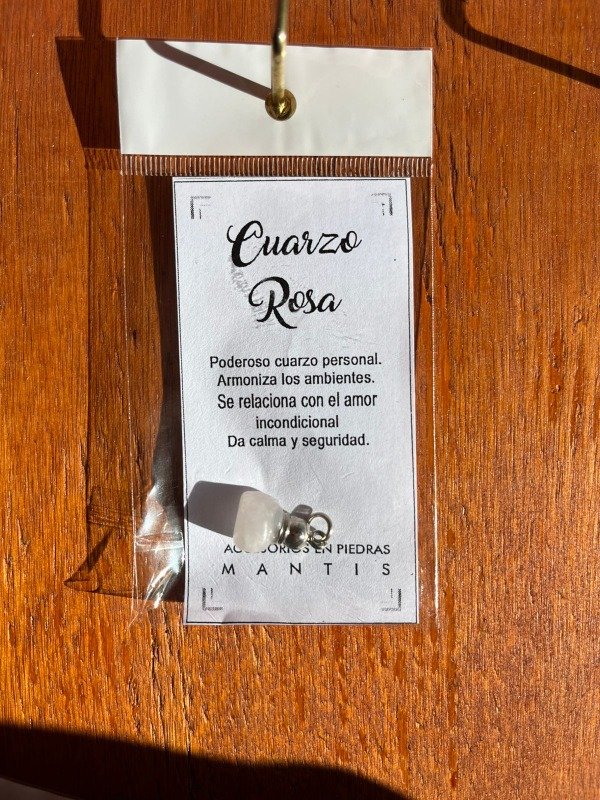 Cuarzo
Rosa
Poderoso cuarzo personal.
Armoniza los ambientes.
Se relaciona con el amor
incondicional
Da calma y seguridad.
EN PIEDRAS
MANTIS